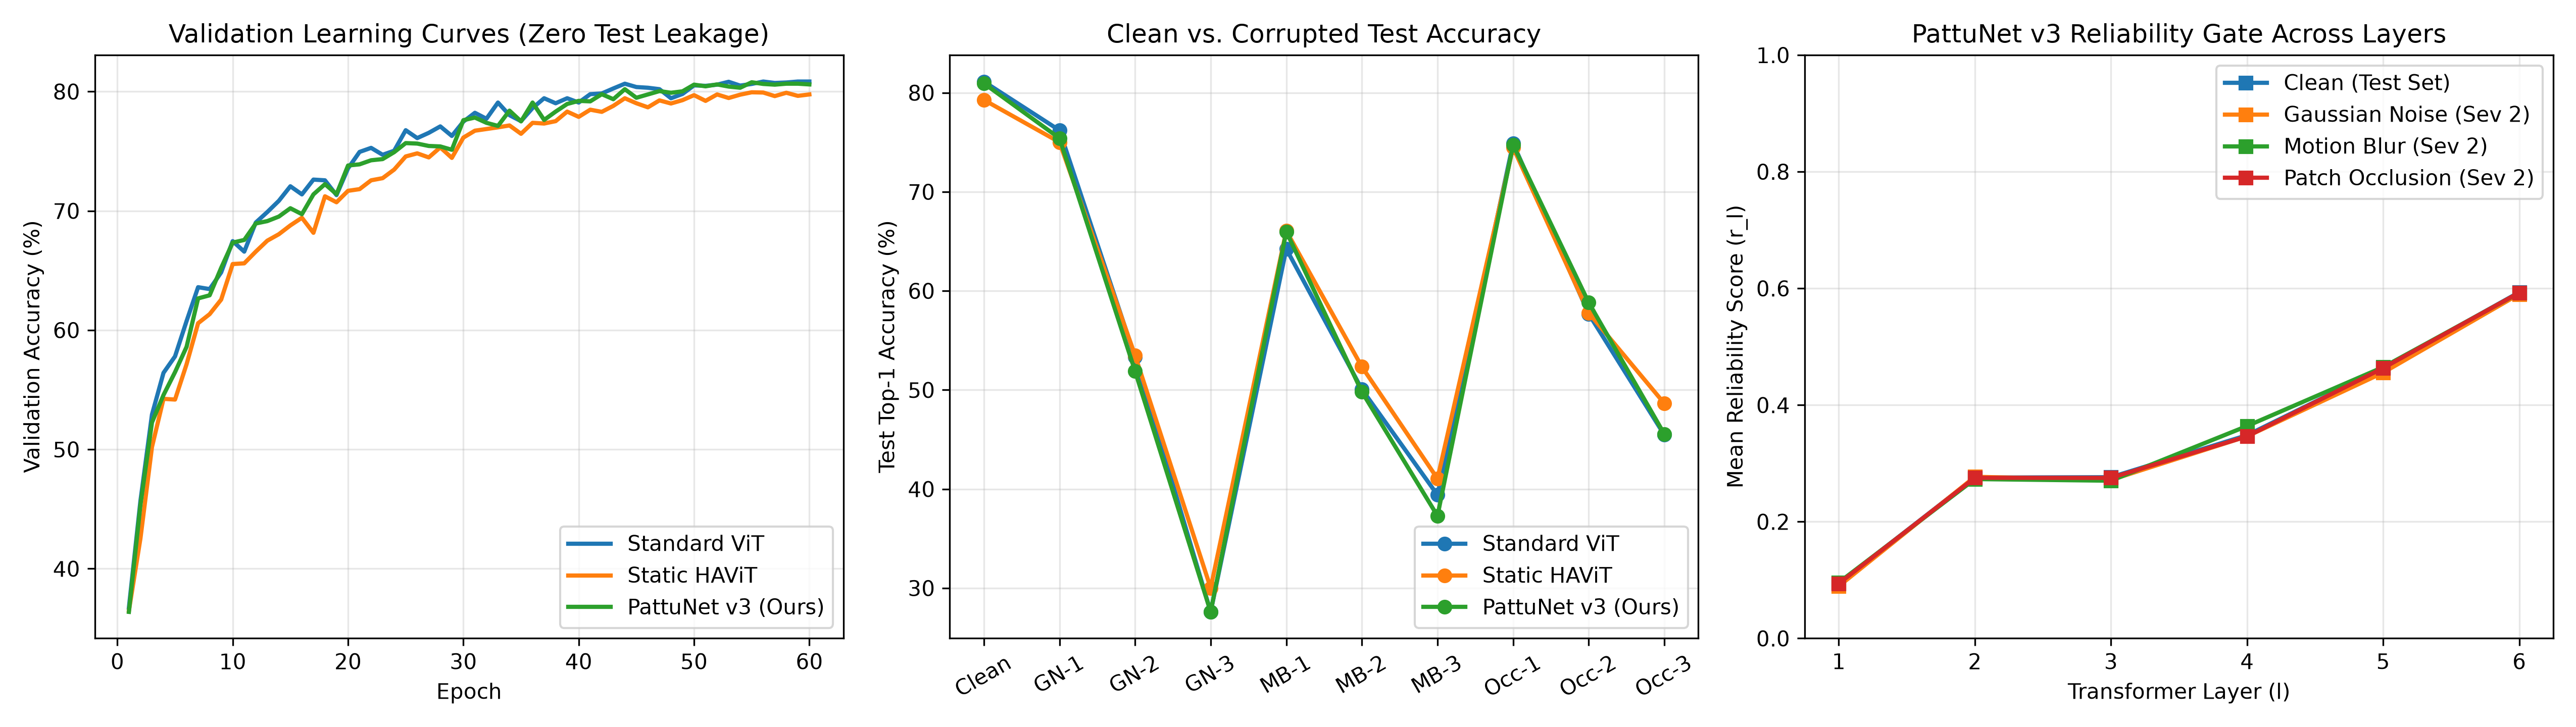 Validation Learning Curves (Zero Test Leakage)
Validation Accuracy (%)
80
70
60
50
40
0
10
20
30
40
50
60
Epoch
Standard ViT
Static HAViT
PattuNet v3 (Ours)
Clean vs. Corrupted Test Accuracy
Test Top-1 Accuracy (%)
80
70
60
50
40
30
Clean
GN-1
GN-2
GN-3
MB-1
MB-2
MB-3
Occ-1
Occ-2
Occ-3
Standard ViT
Static HAViT
PattuNet v3 (Ours)
PattuNet v3 Reliability Gate Across Layers
Mean Reliability Score (r_l)
1.0
0.8
0.6
0.4
0.2
0.0
1
2
3
4
5
6
Transformer Layer (l)
Clean (Test Set)
Gaussian Noise (Sev 2)
Motion Blur (Sev 2)
Patch Occlusion (Sev 2)